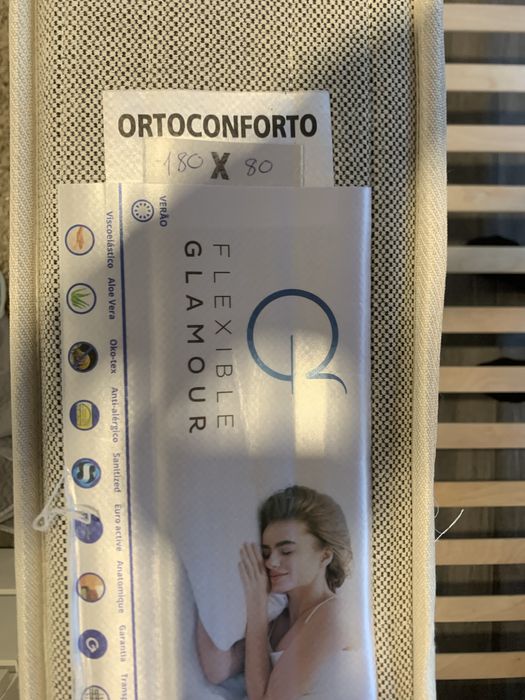 ORTOCONFORTO
180 X 80
VERÃO
FLEXIBLE
GLAMOUR
Viscoelástico
Aloe Vera
Oko-tex
Anti-alérgico
Sanitized
Euro active
Anatomique
Garantia